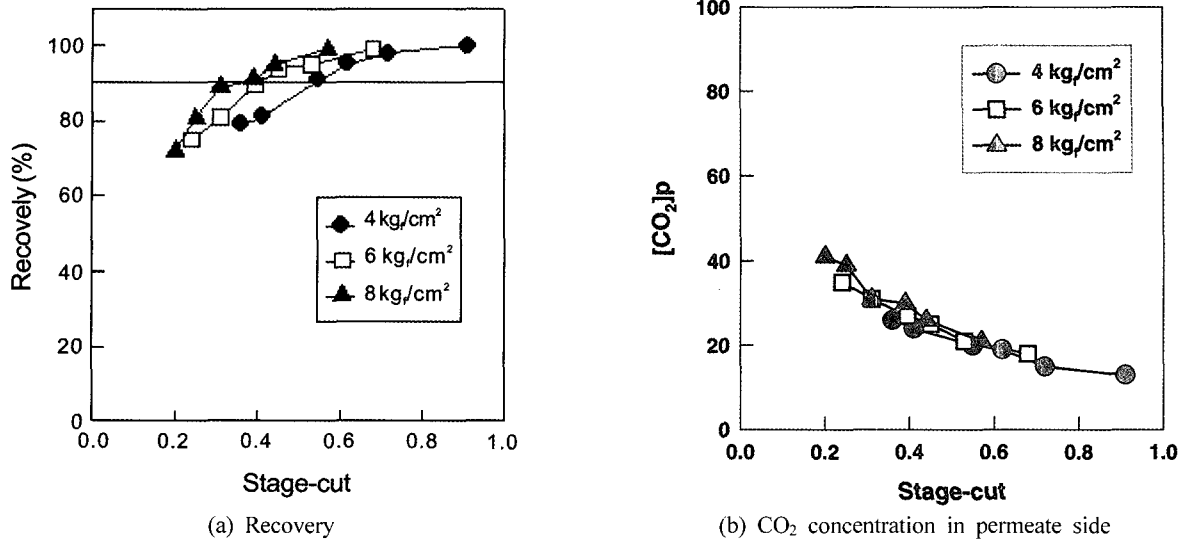 100
80
60
40
20
0
0.0 0.2 0.4 0.6 0.8 1.0
Recovely (%)
Stage-cut
4 kgf/cm²
6 kgf/cm²
8 kgf/cm²
(a) Recovery
100
80
60
40
20
0
0.0 0.2 0.4 0.6 0.8 1.0
[CO₂]p
Stage-cut
4 kgf/cm²
6 kgf/cm²
8 kgf/cm²
(b) CO₂ concentration in permeate side